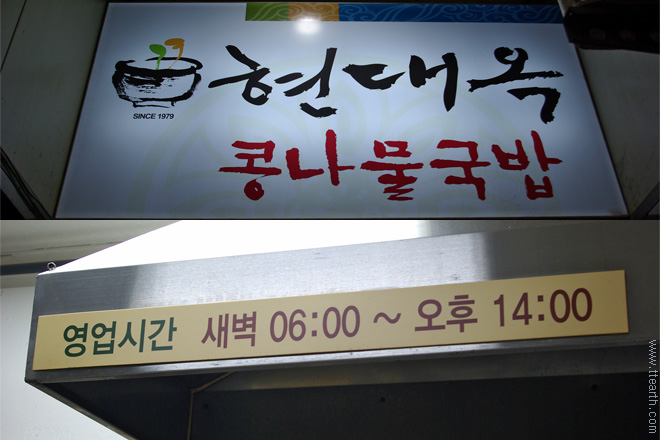 현대옥
SINCE 1979
콩나물국밥
영업시간 새벽 06:00 ~ 오후 14:00
www.ttearth.com